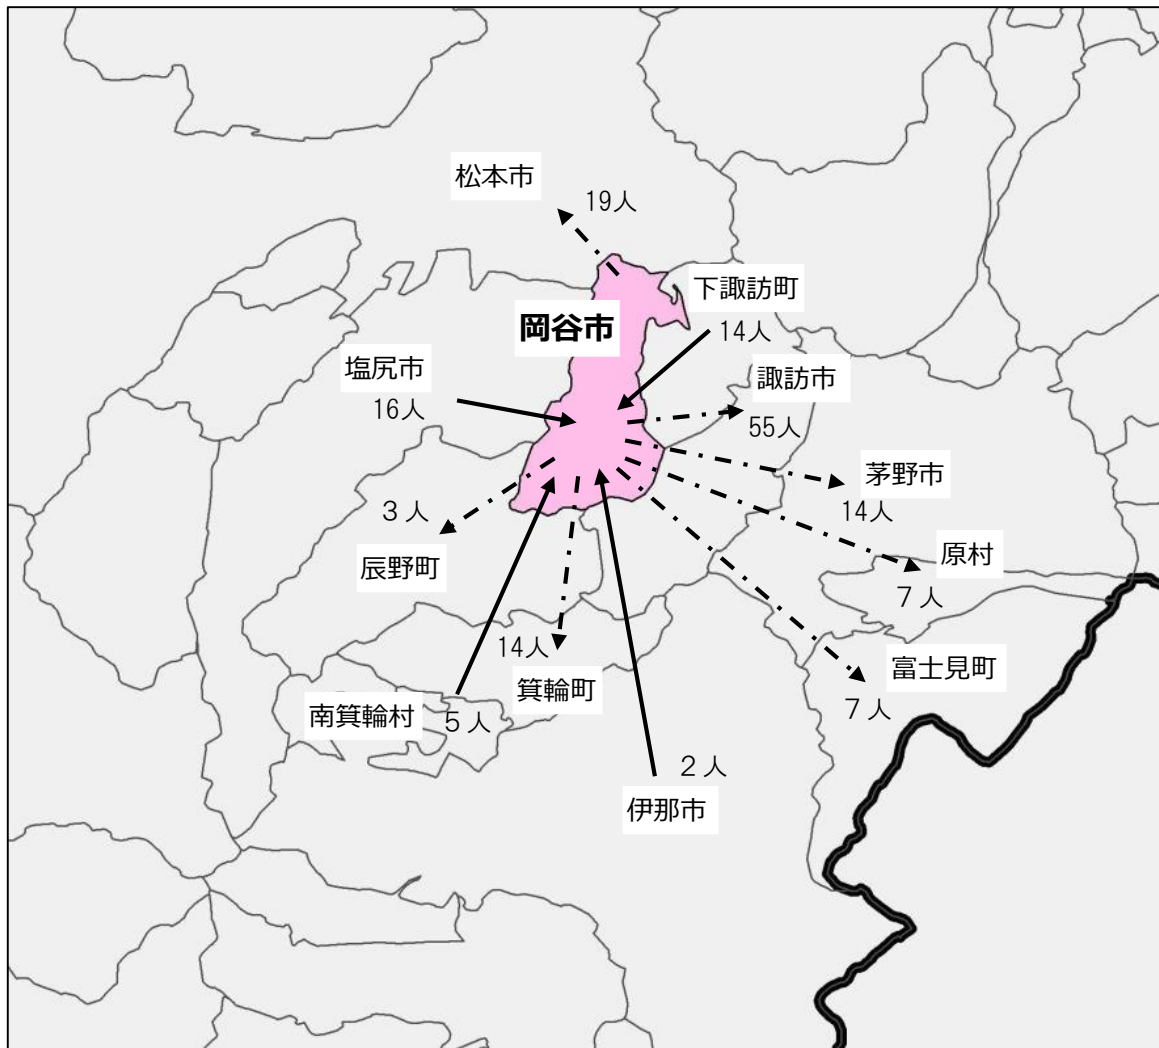 松本市
19人
下諏訪町
岡谷市
14人
塩尻市
16人
諏訪市
55人
茅野市
14人
3人
辰野町
原村
7人
14人
箕輪町
富士見町
7人
南箕輪村
5人
2人
伊那市